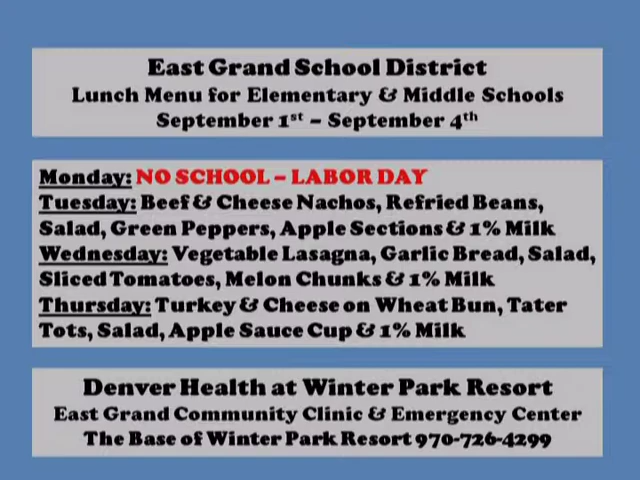 East Grand School District
Lunch Menu for Elementary & Middle Schools
September 1st – September 4th
Monday: NO SCHOOL – LABOR DAY
Tuesday: Beef & Cheese Nachos, Refried Beans,
Salad, Green Peppers, Apple Sections & 1% Milk
Wednesday: Vegetable Lasagna, Garlic Bread, Salad,
Sliced Tomatoes, Melon Chunks & 1% Milk
Thursday: Turkey & Cheese on Wheat Bun, Tater
Tots, Salad, Apple Sauce Cup & 1% Milk
Denver Health at Winter Park Resort
East Grand Community Clinic & Emergency Center
The Base of Winter Park Resort 970-726-4299